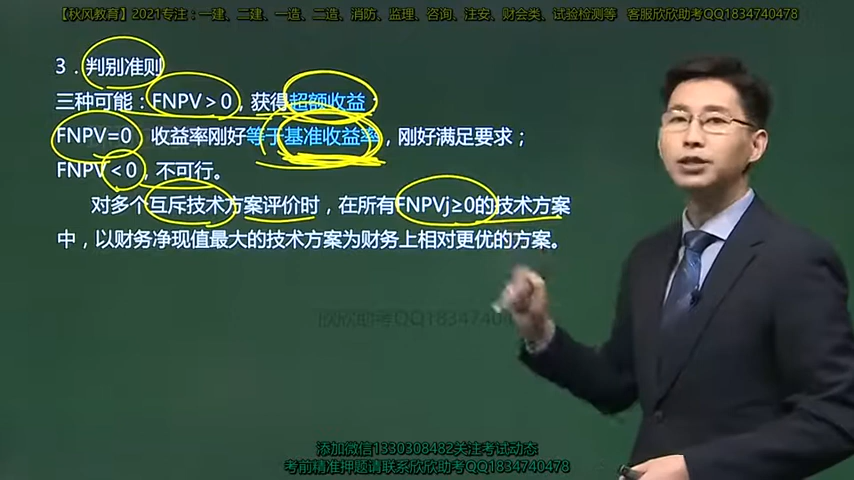 【秋风教育】2021专注：一建、二建、一造、二造、消防、监理、咨询、注安、财会类、试验检测等 客服欣欣助考QQ1834740478
3．判别准则
三种可能：FNPV＞0，获得超额收益；
FNPV=0 收益率刚好等于基准收益率，刚好满足要求；
FNPV＜0，不可行。
对多个互斥技术方案评价时，在所有FNPVj≥0的技术方案
中，以财务净现值最大的技术方案为财务上相对更优的方案。
欣欣助考QQ1834740478
添加微信1330308482关注考试动态
考前精准押题请联系欣欣助考QQ1834740478